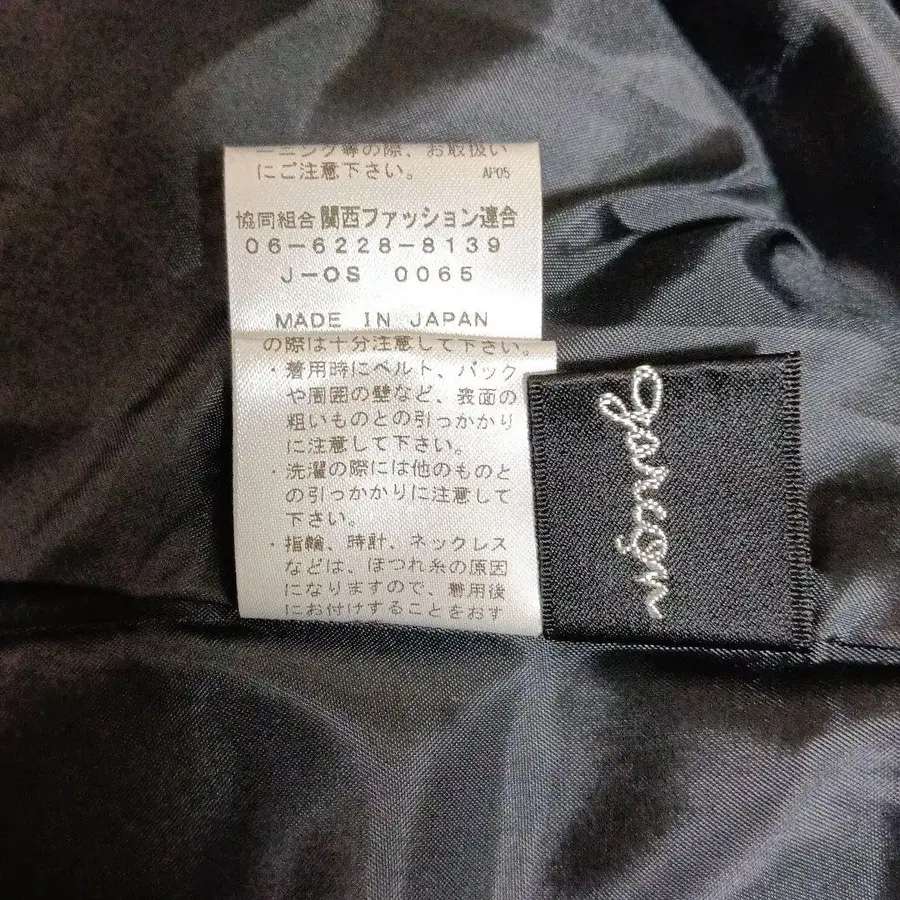 ーニング等の際、お取扱い
にご注意下さい。 AP05
協同組合 関西ファッション連合
06-6228-8139
J-OS 0065
MADE IN JAPAN
の際は十分注意して下さい。
・着用時にベルト、バック
や周囲の壁など、表面の
粗いものとの引っかかり
に注意して下さい。
・洗濯の際には他のものと
の引っかかりに注意して
下さい。
・指輪、時計、ネックレス
などは、ほつれ糸の原因
になりますので、着用後
にお付けすることをおす